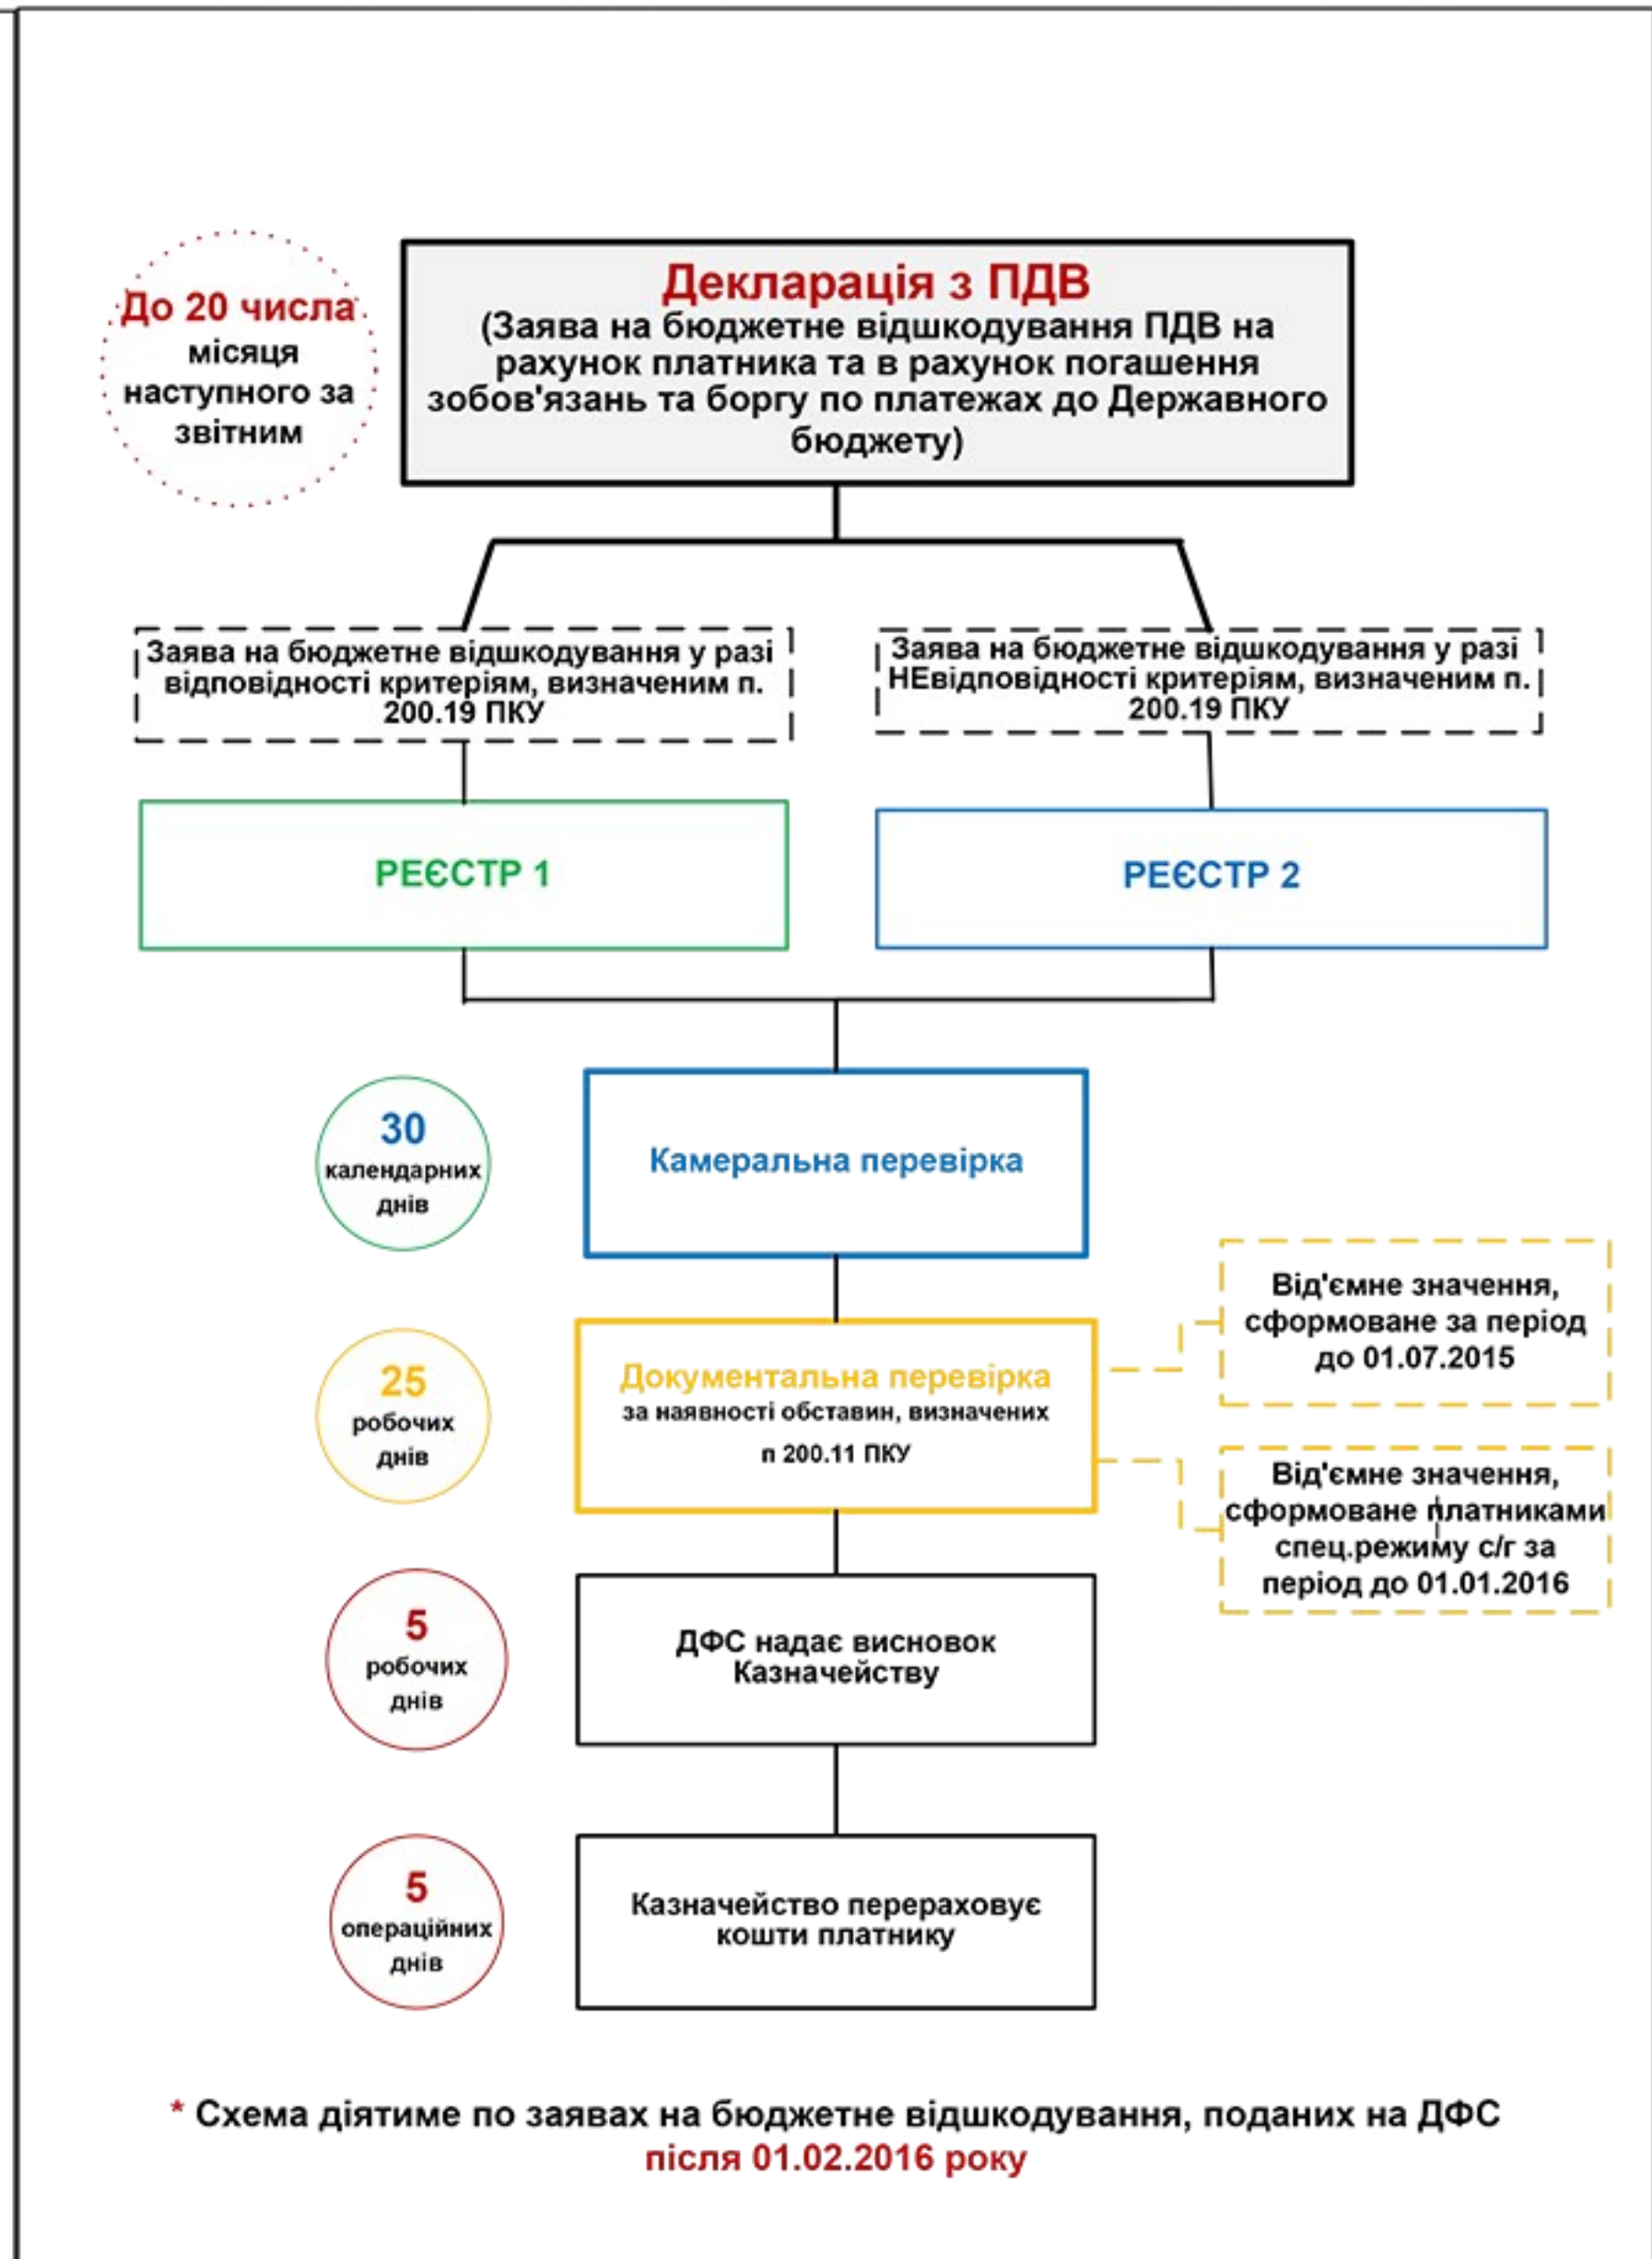 До 20 числа
місяця
наступного за
звітним
Декларація з ПДВ
(Заява на бюджетне відшкодування ПДВ на
рахунок платника та в рахунок погашення
зобов'язань та боргу по платежах до Державного
бюджету)
Заява на бюджетне відшкодування у разі
відповідності критеріям, визначеним п.
200.19 ПКУ
Заява на бюджетне відшкодування у разі
НЕвідповідності критеріям, визначеним п.
200.19 ПКУ
РЕЄСТР 1
РЕЄСТР 2
30
календарних
днів
Камеральна перевірка
25
робочих
днів
Документальна перевірка
за наявності обставин, визначених
п 200.11 ПКУ
Від'ємне значення,
сформоване за період
до 01.07.2015
Від'ємне значення,
сформоване платниками
спец.режиму с/г за
період до 01.01.2016
5
робочих
днів
ДФС надає висновок
Казначейству
5
операційних
днів
Казначейство перераховує
кошти платнику
* Схема діятиме по заявах на бюджетне відшкодування, поданих на ДФС
після 01.02.2016 року